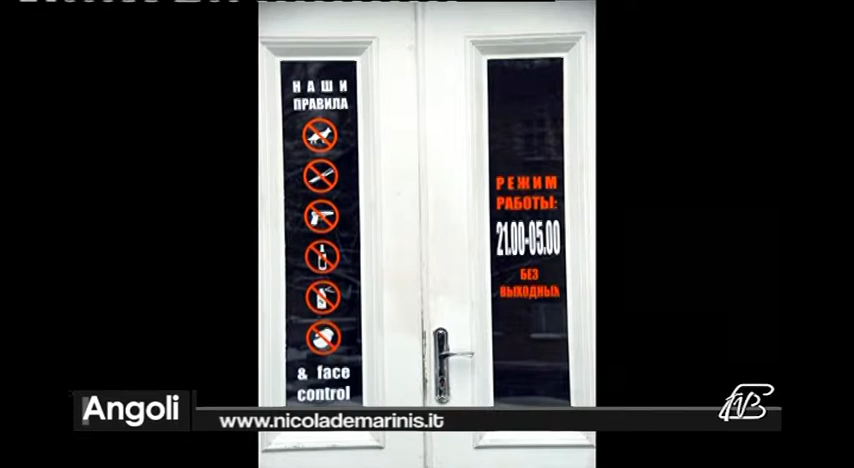 НАШИ
ПРАВИЛА
& face
control
РЕЖИМ
РАБОТЫ:
21.00-05.00
БЕЗ
ВЫХОДНЫХ
Angoli
www.nicolademarinis.it